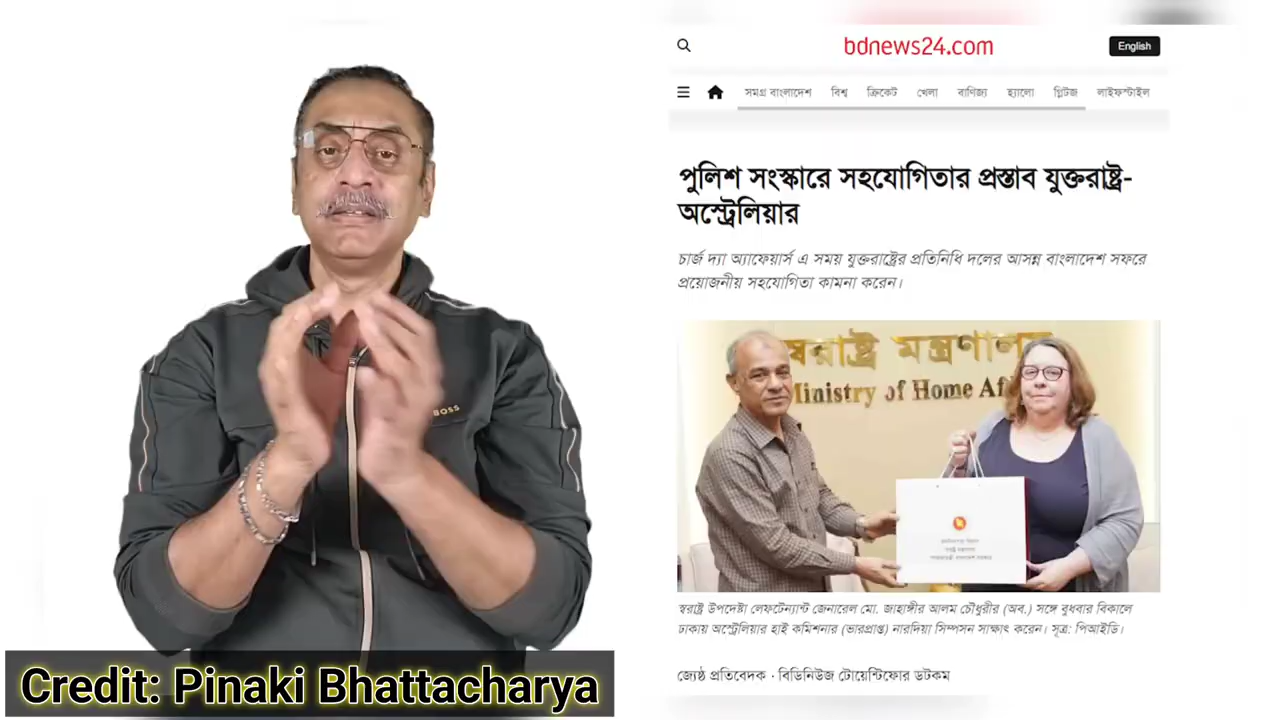 bdnews24.com
English
সমগ্র বাংলাদেশ বিশ্ব ক্রিকেট খেলা বাণিজ্য হ্যালো গ্লিটজ লাইফস্টাইল
পুলিশ সংস্কারে সহযোগিতার প্রস্তাব যুক্তরাষ্ট্র-
অস্ট্রেলিয়ার
চার্জ দ্যা অ্যাফেয়ার্স এ সময় যুক্তরাষ্ট্রের প্রতিনিধি দলের আসন্ন বাংলাদেশ সফরে
প্রয়োজনীয় সহযোগিতা কামনা করেন।
স্বরাষ্ট্র মন্ত্রণালয়
Ministry of Home Af
স্বরাষ্ট্র উপদেষ্টা লেফটেন্যান্ট জেনারেল মো. জাহাঙ্গীর আলম চৌধুরীর (অব.) সঙ্গে বুধবার বিকালে
ঢাকায় অস্ট্রেলিয়ার হাই কমিশনার (ভারপ্রাপ্ত) নারদিয়া সিম্পসন সাক্ষাৎ করেন। সূত্র: পিআইডি।
জ্যেষ্ঠ প্রতিবেদক · বিডিনিউজ টোয়েন্টিফোর ডটকম
BOSS
Credit: Pinaki Bhattacharya